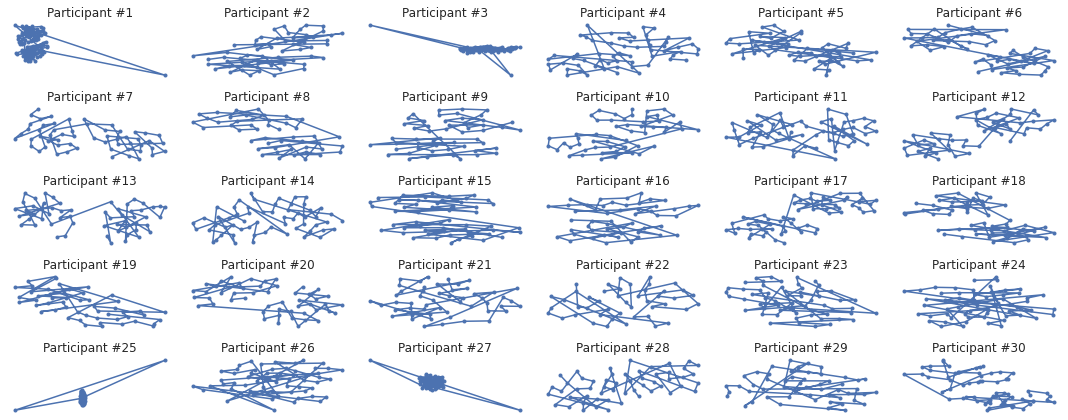 Participant #1
Participant #2
Participant #3
Participant #4
Participant #5
Participant #6
Participant #7
Participant #8
Participant #9
Participant #10
Participant #11
Participant #12
Participant #13
Participant #14
Participant #15
Participant #16
Participant #17
Participant #18
Participant #19
Participant #20
Participant #21
Participant #22
Participant #23
Participant #24
Participant #25
Participant #26
Participant #27
Participant #28
Participant #29
Participant #30